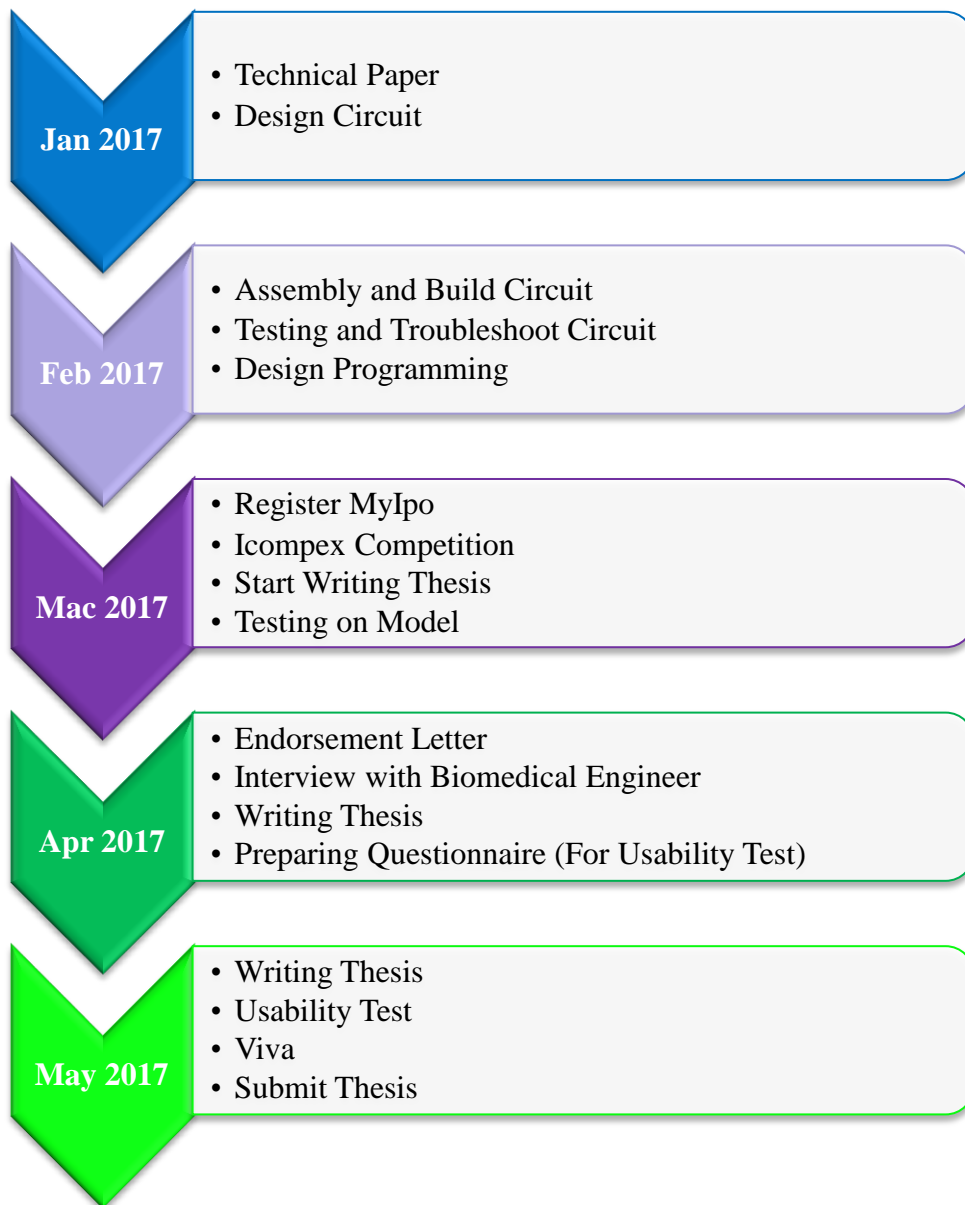 Jan 2017
• Technical Paper
• Design Circuit
Feb 2017
• Assembly and Build Circuit
• Testing and Troubleshoot Circuit
• Design Programming
Mac 2017
• Register MyIpo
• Icompex Competition
• Start Writing Thesis
• Testing on Model
Apr 2017
• Endorsement Letter
• Interview with Biomedical Engineer
• Writing Thesis
• Preparing Questionnaire (For Usability Test)
May 2017
• Writing Thesis
• Usability Test
• Viva
• Submit Thesis